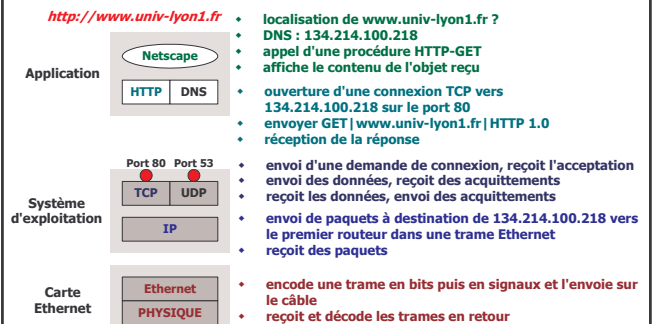 http://www.univ-lyon1.fr
Application
Netscape
HTTP DNS
localisation de www.univ-lyon1.fr ?
DNS : 134.214.100.218
appel d'une procédure HTTP-GET
affiche le contenu de l'objet reçu
ouverture d'une connexion TCP vers
134.214.100.218 sur le port 80
envoyer GET|www.univ-lyon1.fr|HTTP 1.0
réception de la réponse
Système
d'exploitation
Port 80 Port 53
TCP UDP
IP
envoi d'une demande de connexion, reçoit l'acceptation
envoi des données, reçoit des acquittements
reçoit les données, envoi des acquittements
envoi de paquets à destination de 134.214.100.218 vers
le premier routeur dans une trame Ethernet
reçoit des paquets
Carte
Ethernet
Ethernet
PHYSIQUE
encode une trame en bits puis en signaux et l'envoie sur
le câble
reçoit et décode les trames en retour